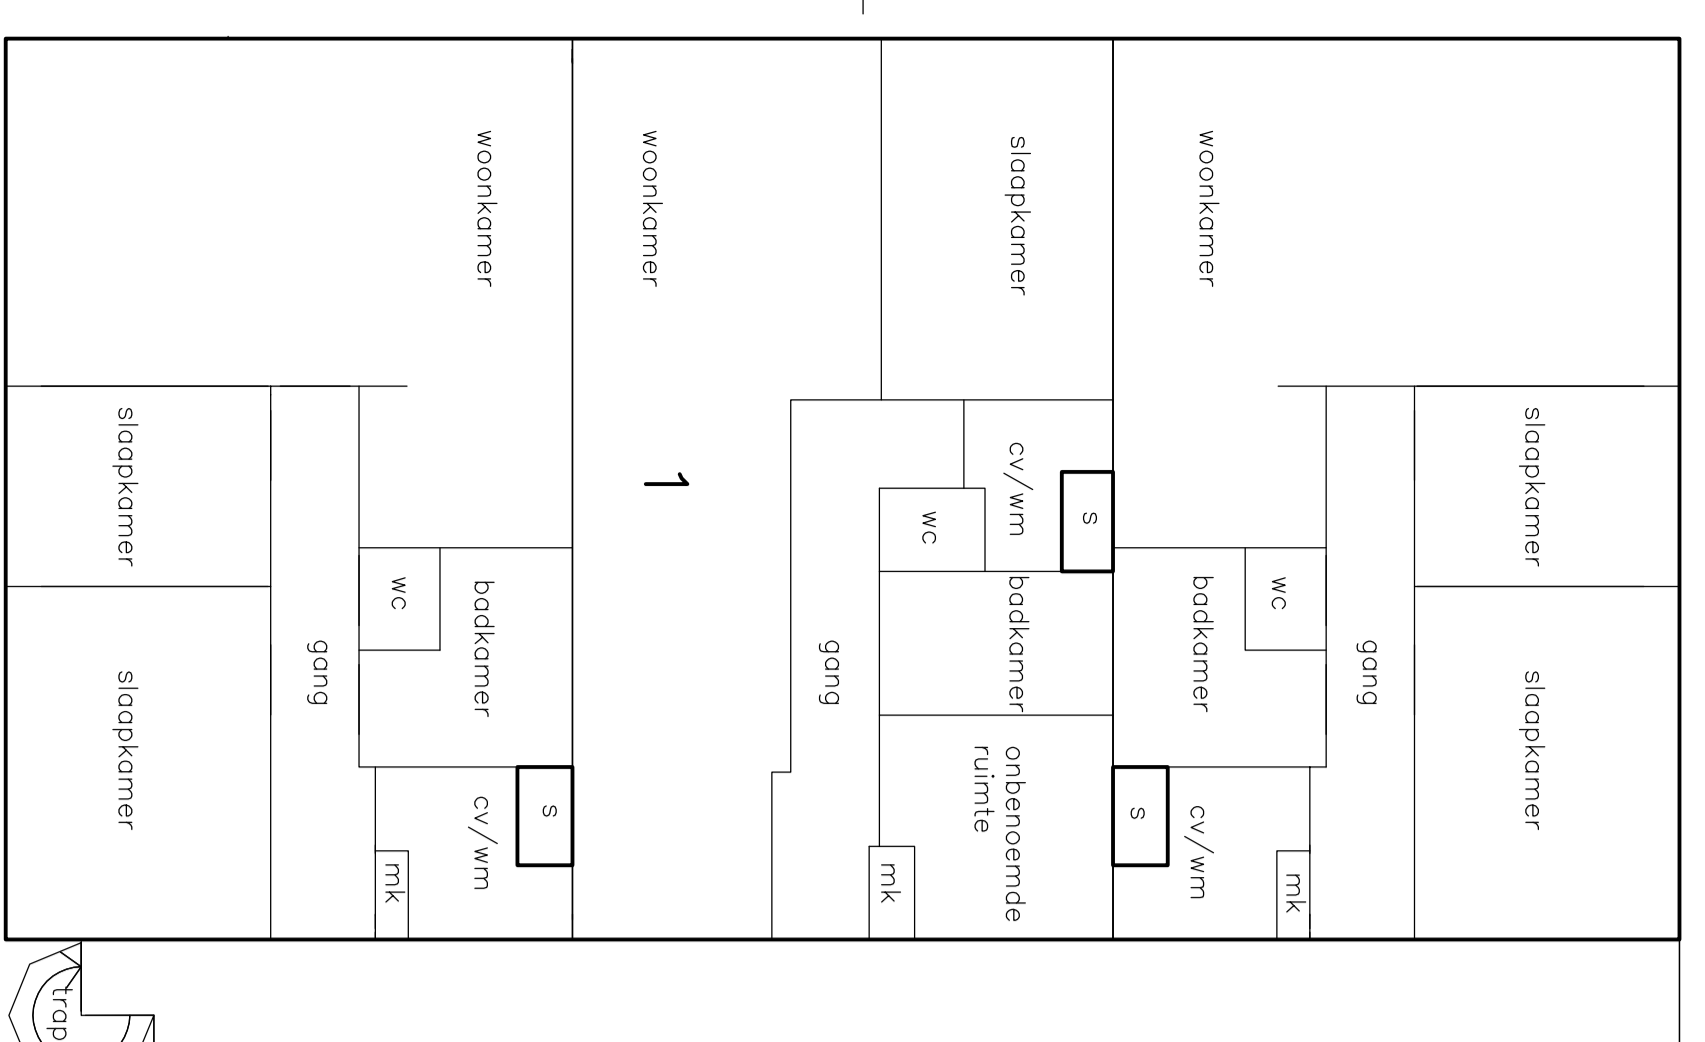 woonkamer
woonkamer
slaapkamer
woonkamer
slaapkamer
1
cv/wm
s
slaapkamer
wc
wc
badkamer
badkamer
badkamer
wc
slaapkamer
gang
gang
gang
slaapkamer
onbenoemde
ruimte
cv/wm
s
s
cv/wm
mk
mk
mk
trap